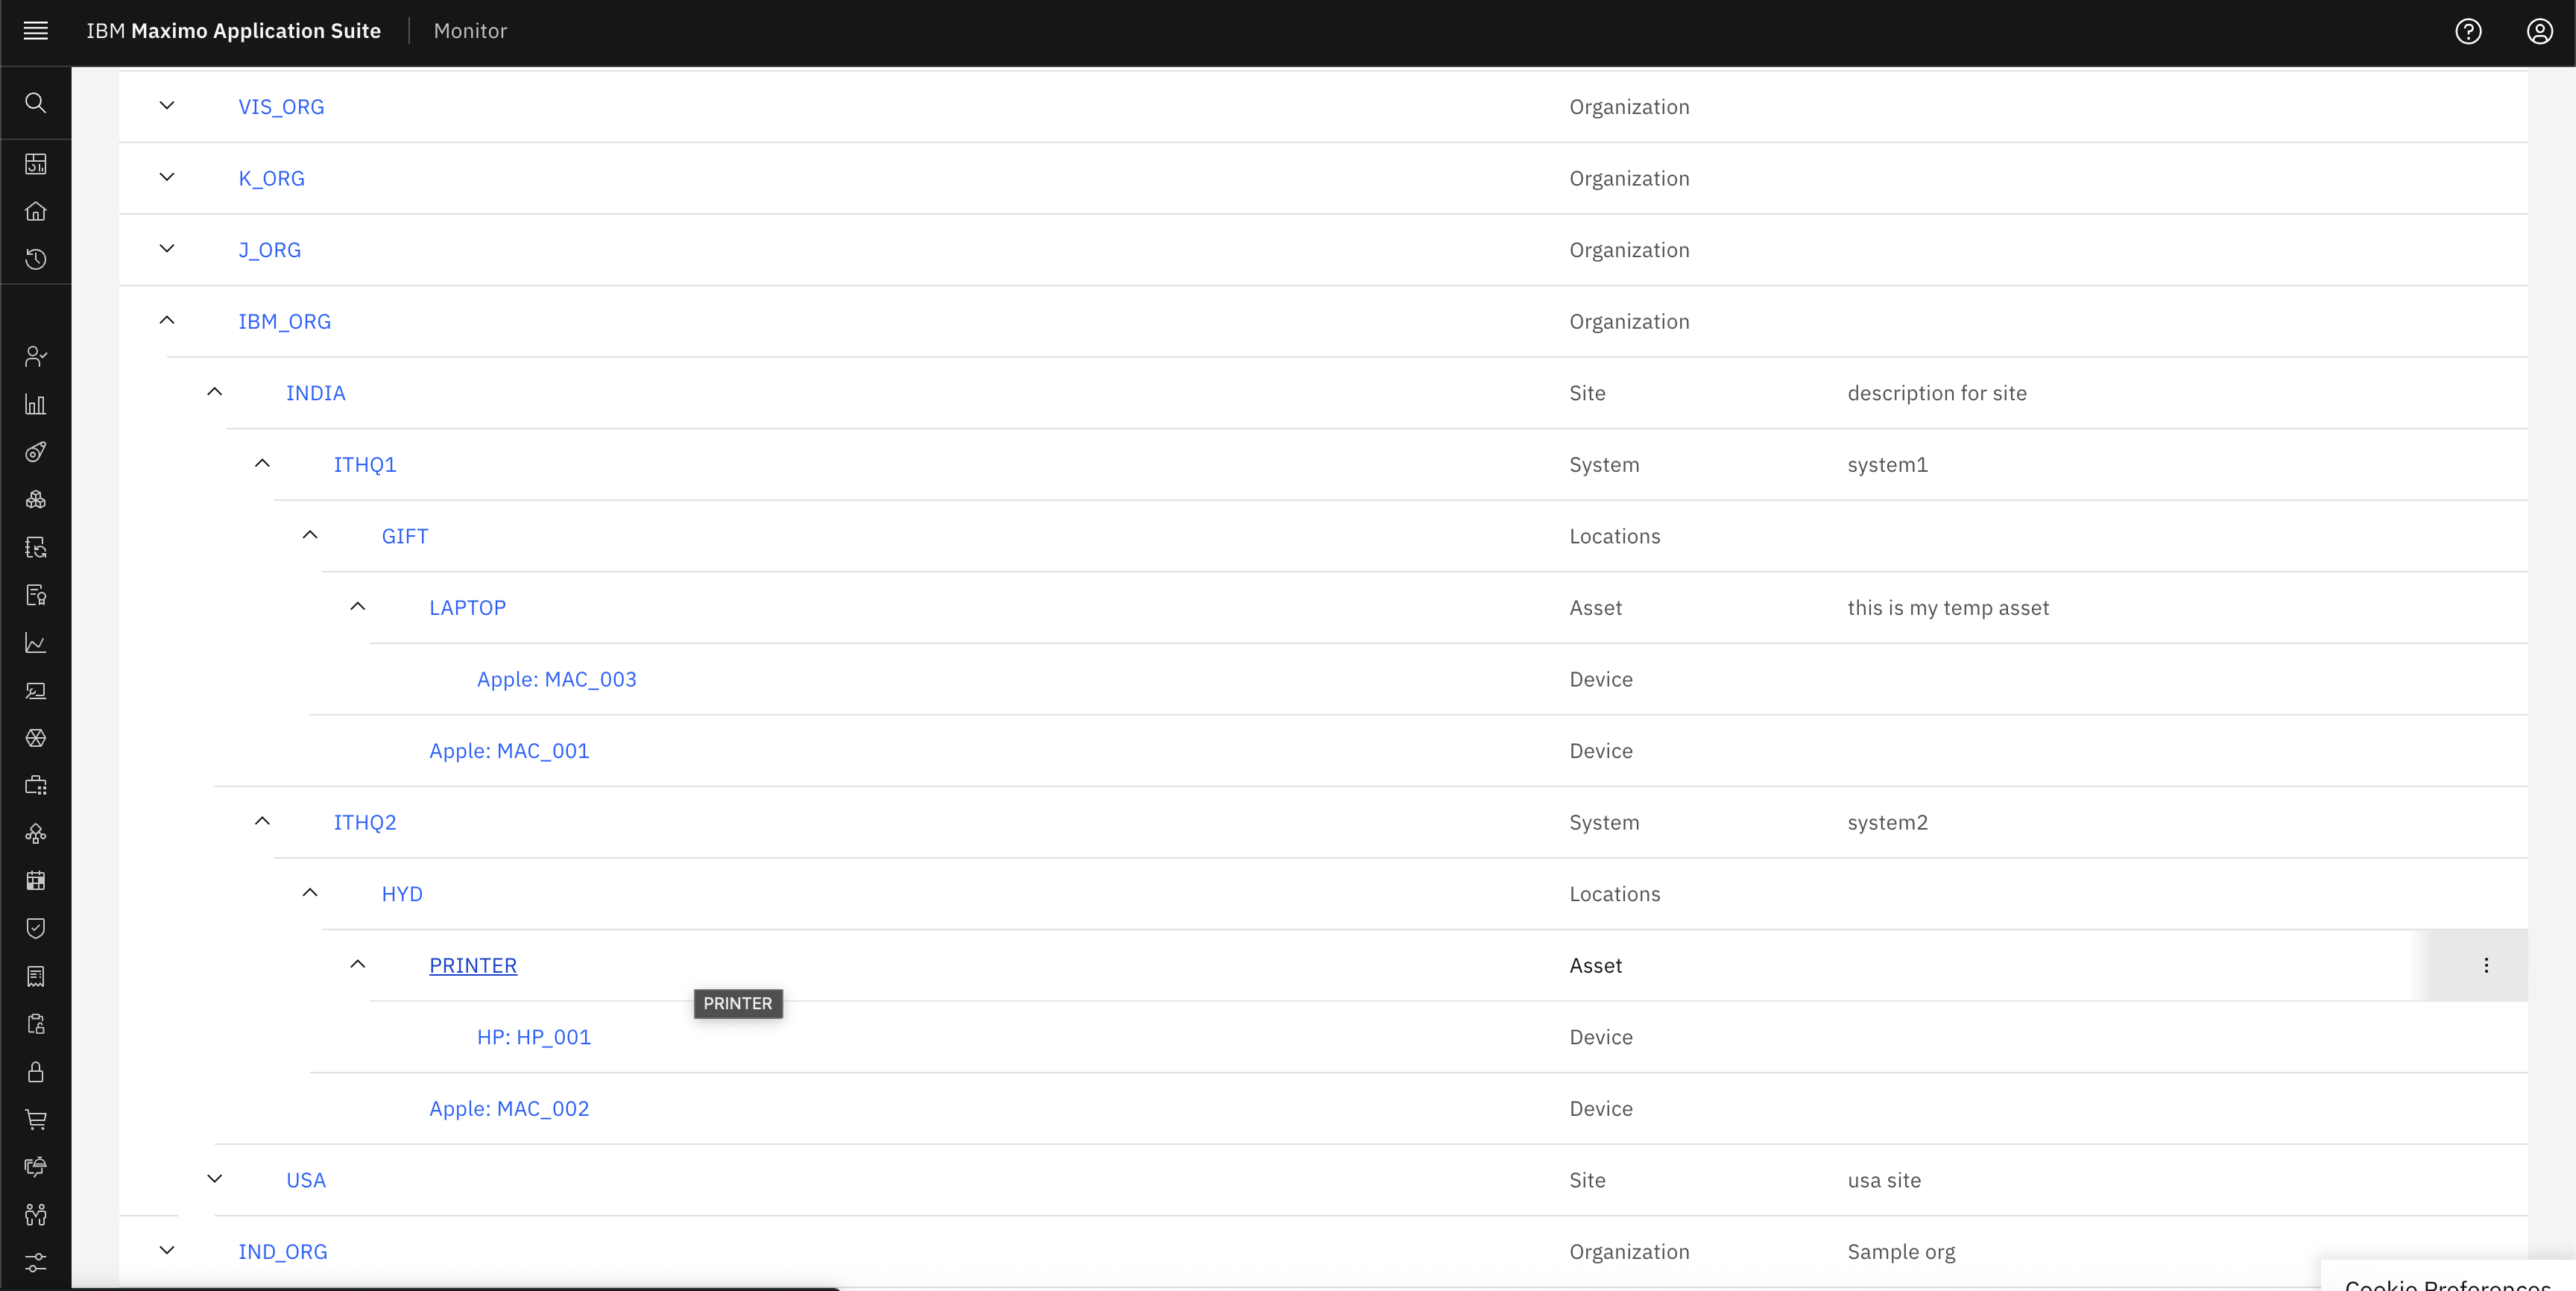 IBM Maximo Application Suite Monitor
VIS_ORG Organization
K_ORG Organization
J_ORG Organization
IBM_ORG Organization
INDIA Site description for site
ITHQ1 System system1
GIFT Locations
LAPTOP Asset this is my temp asset
Apple: MAC_003 Device
Apple: MAC_001 Device
ITHQ2 System system2
HYD Locations
PRINTER Asset
PRINTER
HP: HP_001 Device
Apple: MAC_002 Device
USA Site usa site
IND_ORG Organization Sample org
Cookie Preferences